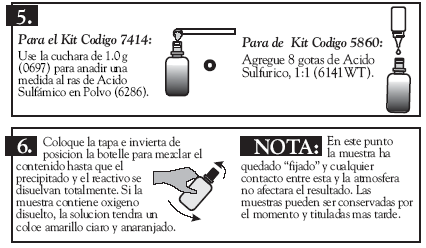 5.
Para el Kit Codigo 7414:
Use la cuchara de 1.0 g
(0697) para anadir una
medida al ras de Acido
Sulfámico en Polvo (6286).
o
Para de Kit Codigo 5860:
Agregue 8 gotas de Acido
Sulfurico, 1:1 (6141WT).
6.
Coloque la tapa e invierta de
posicion la botelle para mezclar el
contenido hasta que el
precipitado y el reactivo se
disuelvan totalmente. Si la
muestra contiene oxigeno
disuelto, la solucion tendra un
coloe amarillo ciaro y anaranjado.
NOTA: En este punto
la muestra ha
quedado "fijado" y cualquier
contacto entre esta y la atmosfera
no afectara el resultado. Las
muestras pueden ser conservadas por
el momento y tituladas mas tarde.